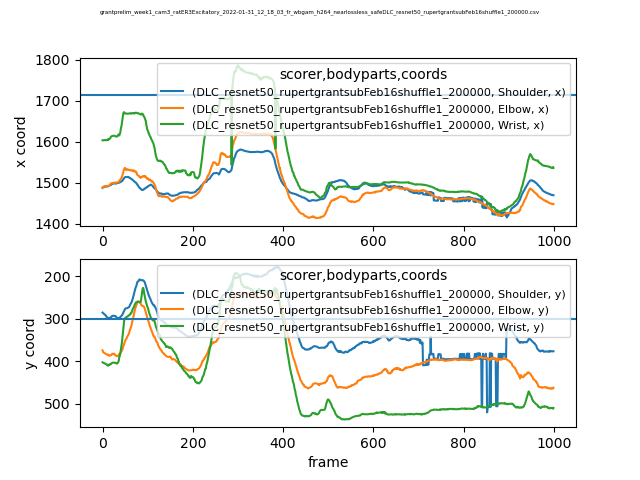 grantprelim_week1_cam3_ratER3Excitatory_2022-01-31_12_18_03_fr_wbgam_h264_nearlossless_safeDLC_resnet50_rupertgrantsubFeb16shuffle1_200000.csv
1800
1700
1600
1500
1400
x coord
scorer,bodyparts,coords
(DLC_resnet50_rupertgrantsubFeb16shuffle1_200000, Shoulder, x)
(DLC_resnet50_rupertgrantsubFeb16shuffle1_200000, Elbow, x)
(DLC_resnet50_rupertgrantsubFeb16shuffle1_200000, Wrist, x)
0 200 400 600 800 1000
200
300
400
500
y coord
scorer,bodyparts,coords
(DLC_resnet50_rupertgrantsubFeb16shuffle1_200000, Shoulder, y)
(DLC_resnet50_rupertgrantsubFeb16shuffle1_200000, Elbow, y)
(DLC_resnet50_rupertgrantsubFeb16shuffle1_200000, Wrist, y)
0 200 400 600 800 1000
frame